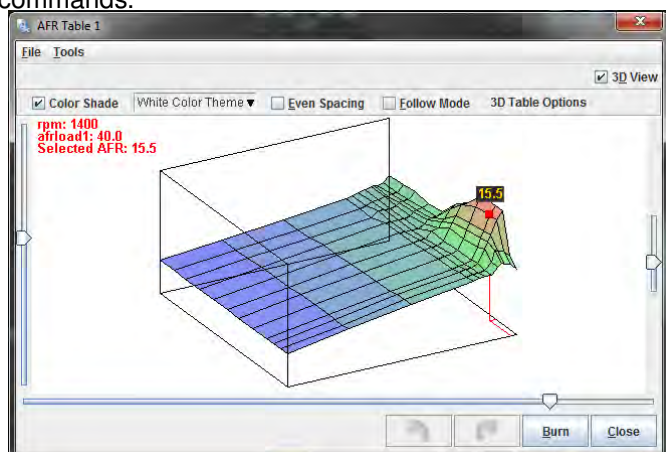 commands.
AFR Table 1
File Tools
3D View
Color Shade White Color Theme Even Spacing Follow Mode 3D Table Options
rpm: 1400
afrload1: 40.0
Selected AFR: 15.5
15.5
Burn Close